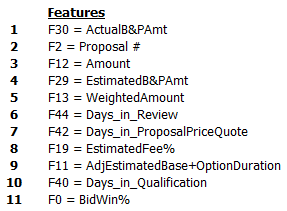 Features
1 F30 = ActualB&PAmt
2 F2 = Proposal #
3 F12 = Amount
4 F29 = EstimatedB&PAmt
5 F13 = WeightedAmount
6 F44 = Days_in_Review
7 F42 = Days_in_ProposalPriceQuote
8 F19 = EstimatedFee%
9 F11 = AdjEstimatedBase+OptionDuration
10 F40 = Days_in_Qualification
11 F0 = BidWin%